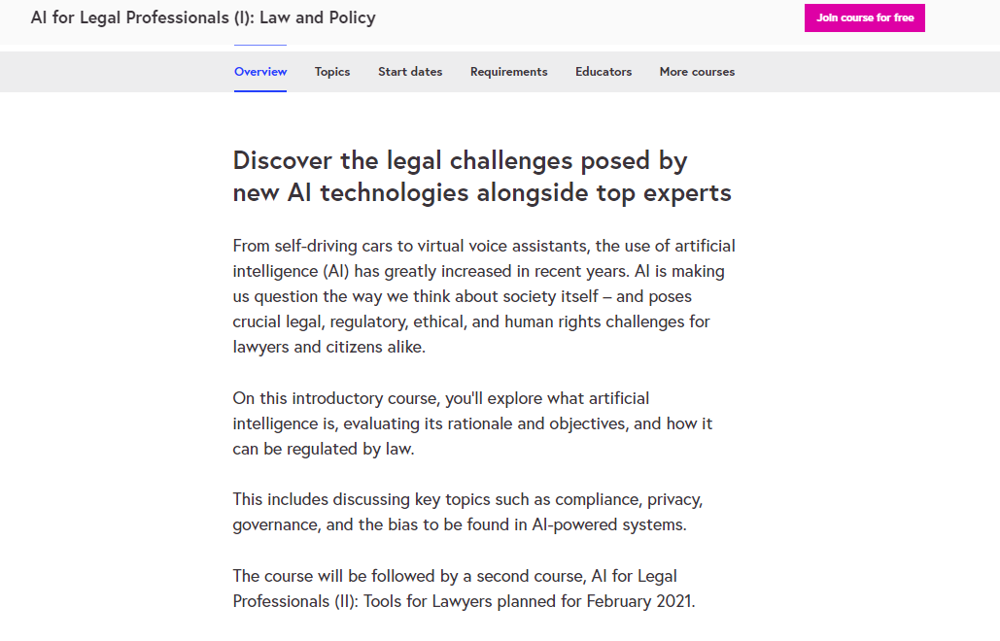 AI for Legal Professionals (I): Law and Policy
Join course for free
Overview Topics Start dates Requirements Educators More courses
Discover the legal challenges posed by
new AI technologies alongside top experts
From self-driving cars to virtual voice assistants, the use of artificial
intelligence (AI) has greatly increased in recent years. AI is making
us question the way we think about society itself – and poses
crucial legal, regulatory, ethical, and human rights challenges for
lawyers and citizens alike.
On this introductory course, you'll explore what artificial
intelligence is, evaluating its rationale and objectives, and how it
can be regulated by law.
This includes discussing key topics such as compliance, privacy,
governance, and the bias to be found in AI-powered systems.
The course will be followed by a second course, AI for Legal
Professionals (II): Tools for Lawyers planned for February 2021.